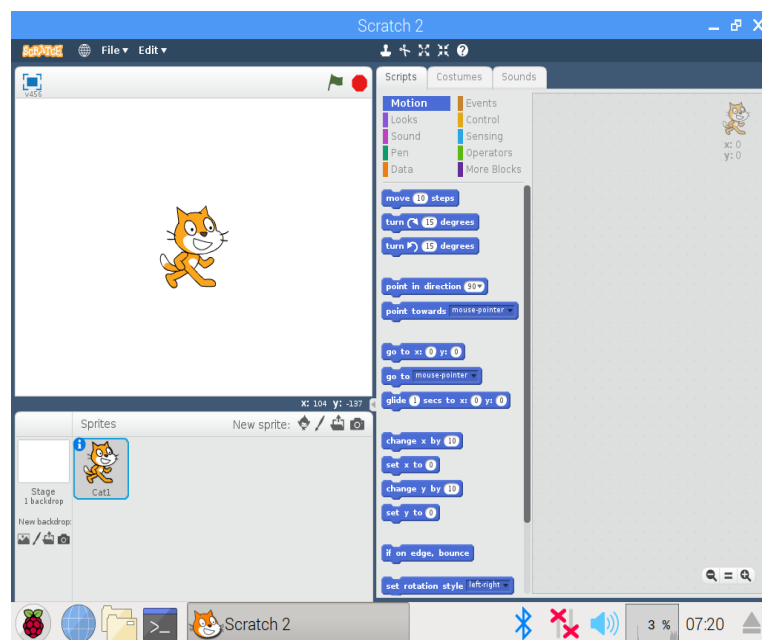 Scratch 2
SCRATCH File▾ Edit▾
v456
Scripts Costumes Sounds
Motion Events
Looks Control
Sound Sensing
Pen Operators
Data More Blocks
x: 0
y: 0
move 10 steps
turn 15 degrees
turn 15 degrees
point in direction 90▾
point towards mouse-pointer
go to x: 0 y: 0
go to mouse-pointer
glide 1 secs to x: 0 y: 0
change x by 10
set x to 0
change y by 10
set y to 0
if on edge, bounce
set rotation style left-right
x: 104 y: -137
Sprites New sprite:
Stage
1 backdrop
New backdrop:
Cat1
Scratch 2
3 %
07:20